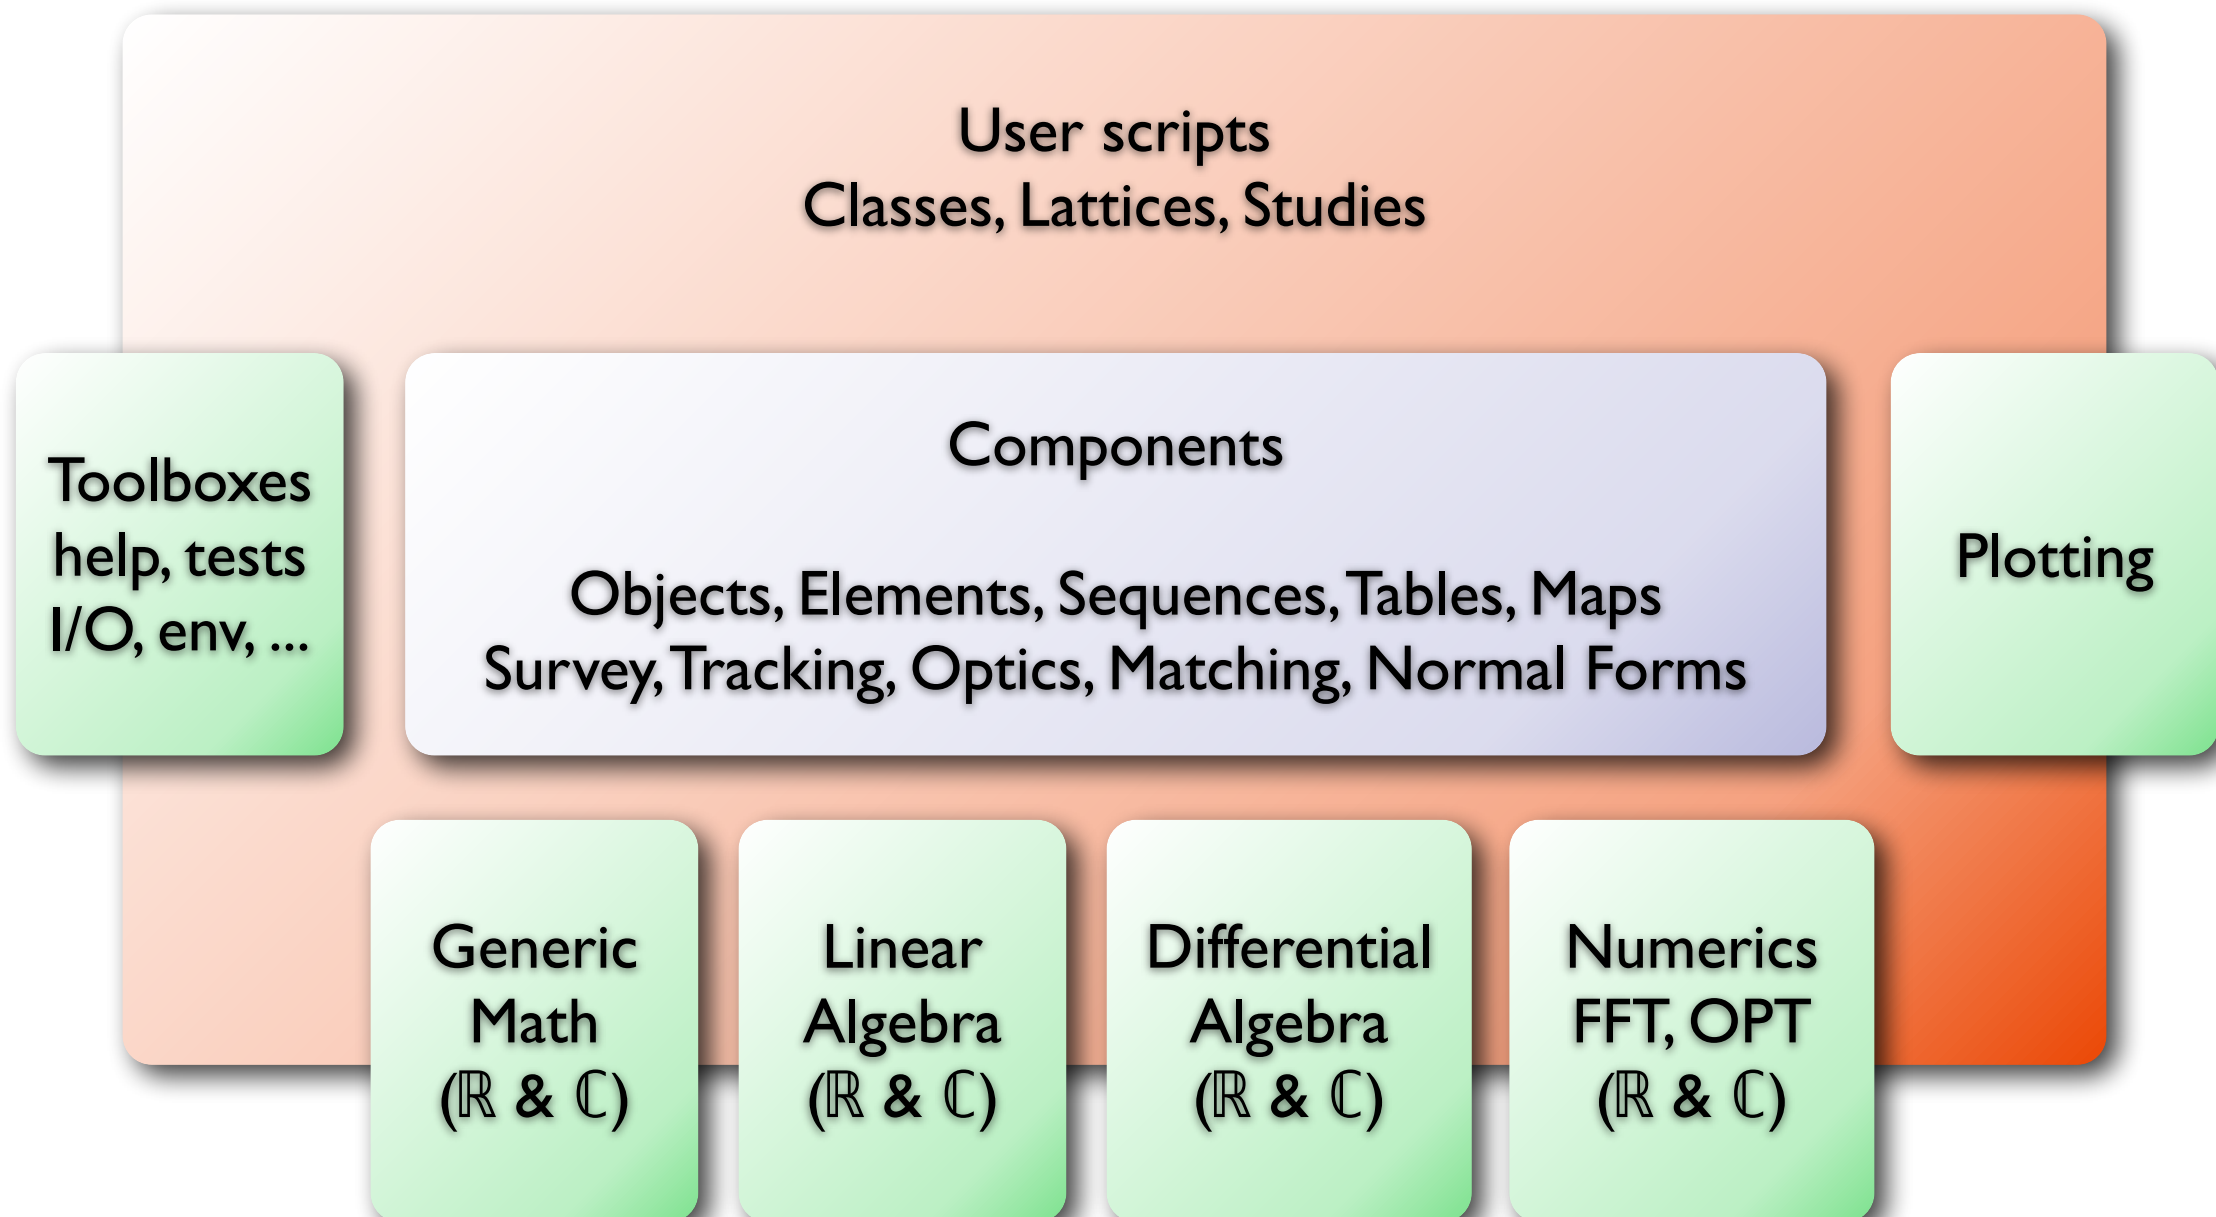 User scripts
Classes, Lattices, Studies
Toolboxes
help, tests
I/O, env, ...
Components
Objects, Elements, Sequences, Tables, Maps
Survey, Tracking, Optics, Matching, Normal Forms
Plotting
Generic
Math
(ℝ & ℂ)
Linear
Algebra
(ℝ & ℂ)
Differential
Algebra
(ℝ & ℂ)
Numerics
FFT, OPT
(ℝ & ℂ)